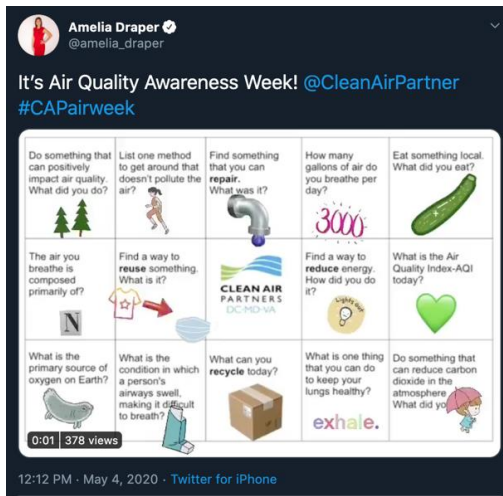 Amelia Draper
@amelia_draper
It's Air Quality Awareness Week! @CleanAirPartner
#CAPairweek
Do something that
can positively
impact air quality.
What did you do?
List one method
to get around that
doesn't pollute the
air?
Find something
that you can
repair.
What was it?
How many
gallons of air do
you breathe per
day?
3000
Eat something local.
What did you eat?
The air you
breathe is
composed
primarily of?
N
Find a way to
reuse something.
What is it?
CLEAN AIR
PARTNERS
DC-MD-VA
Find a way to
reduce energy.
How did you do
it?
Lights out
What is the Air
Quality Index-AQI
today?
What is the
primary source of
oxygen on Earth?
What is the
condition in which
a person's
airways swell,
making it difficult
to breath?
What can you
recycle today?
What is one thing
that you can do
to keep your
lungs healthy?
exhale.
Do something that
can reduce carbon
dioxide in the
atmosphere
What did yo
0:01 378 views
12:12 PM · May 4, 2020 · Twitter for iPhone